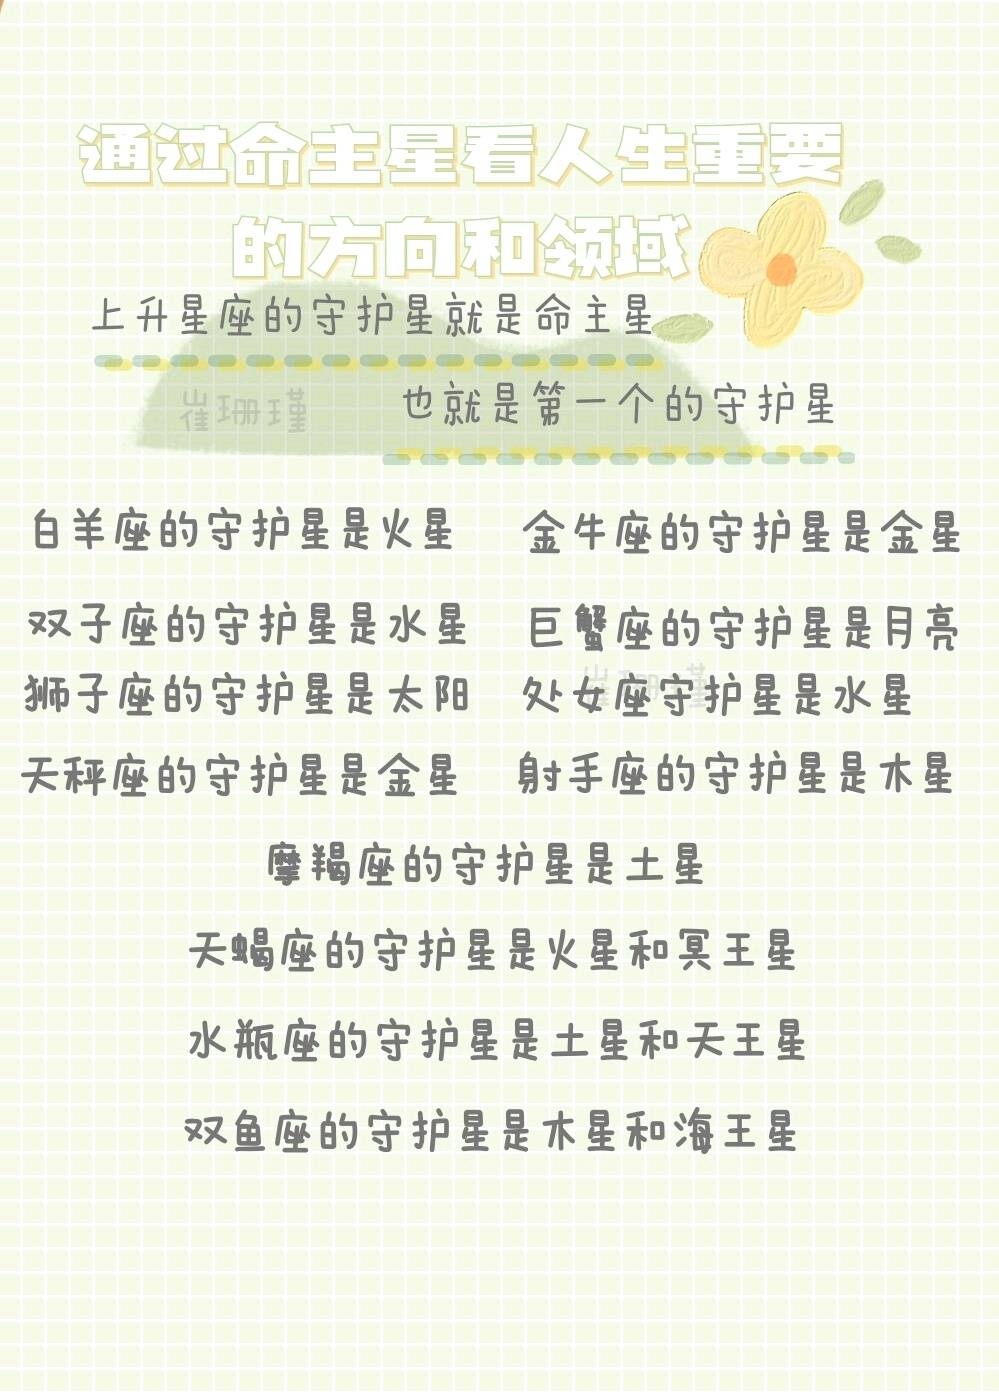 通过命主星看人生重要
的方向和领域
上升星座的守护星就是命主星
崔珊瑾
也就是第一个的守护星
白羊座的守护星是火星
金牛座的守护星是金星
双子座的守护星是水星
巨蟹座的守护星是月亮
崔珊瑾
狮子座的守护星是太阳
处女座守护星是水星
天秤座的守护星是金星
射手座的守护星是木星
摩羯座的守护星是土星
天蝎座的守护星是火星和冥王星
水瓶座的守护星是土星和天王星
双鱼座的守护星是木星和海王星